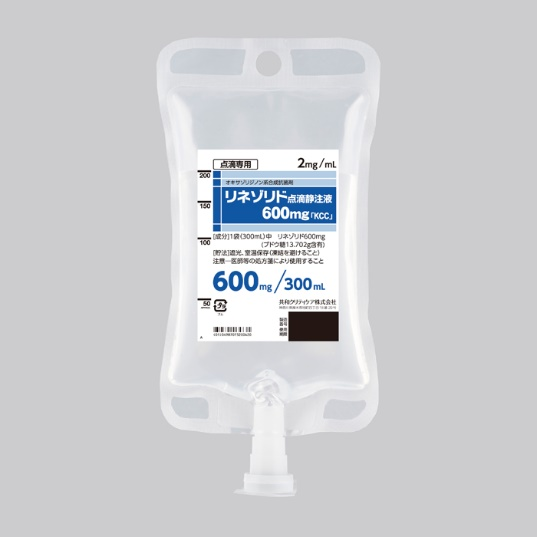 点滴専用
2mg/mL
オキサゾリジノン系合成抗菌剤
リネゾリド点滴静注液
600mg「KCC」
[成分]1袋(300mL)中 リネゾリド600mg
(ブドウ糖13.702g含有)
[貯法]遮光、室温保存(凍結を避けること)
注意－医師等の処方箋により使用すること
600mg/300mL
共和クリティケア株式会社
200
150
100
50
プラ
製造
番号
使用
期限